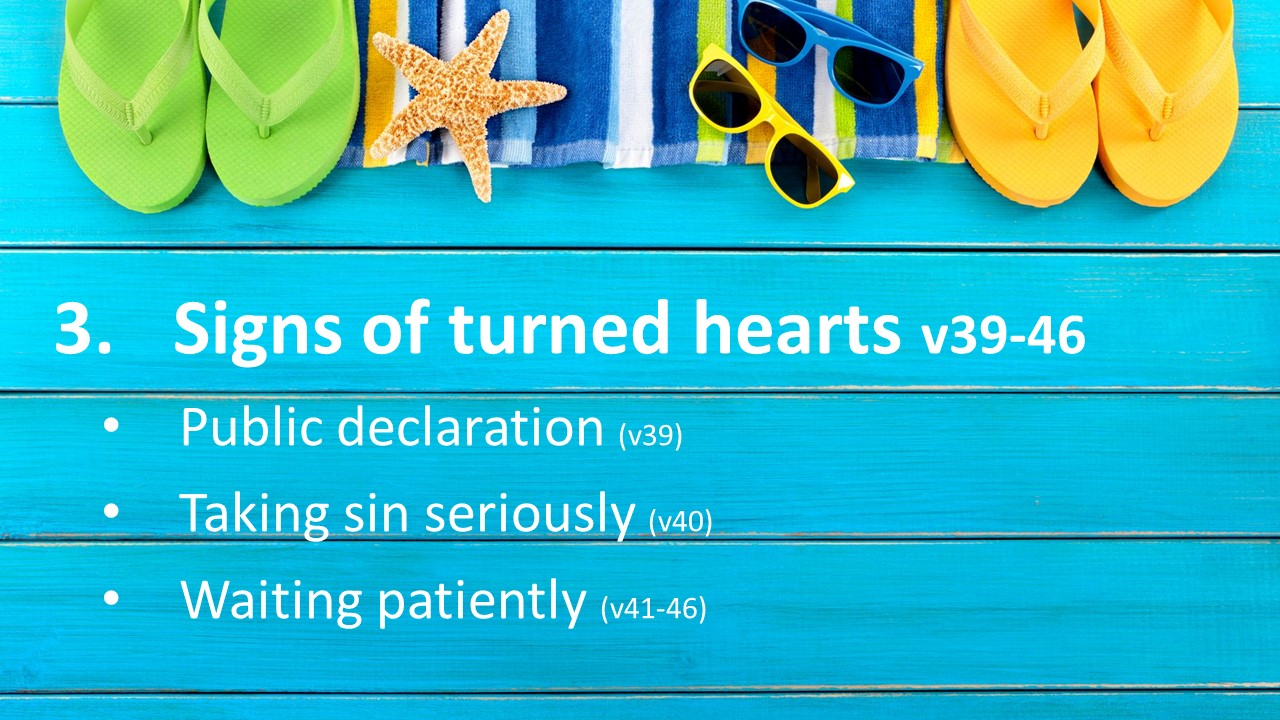 3. Signs of turned hearts v39-46
• Public declaration (v39)
• Taking sin seriously (v40)
• Waiting patiently (v41-46)